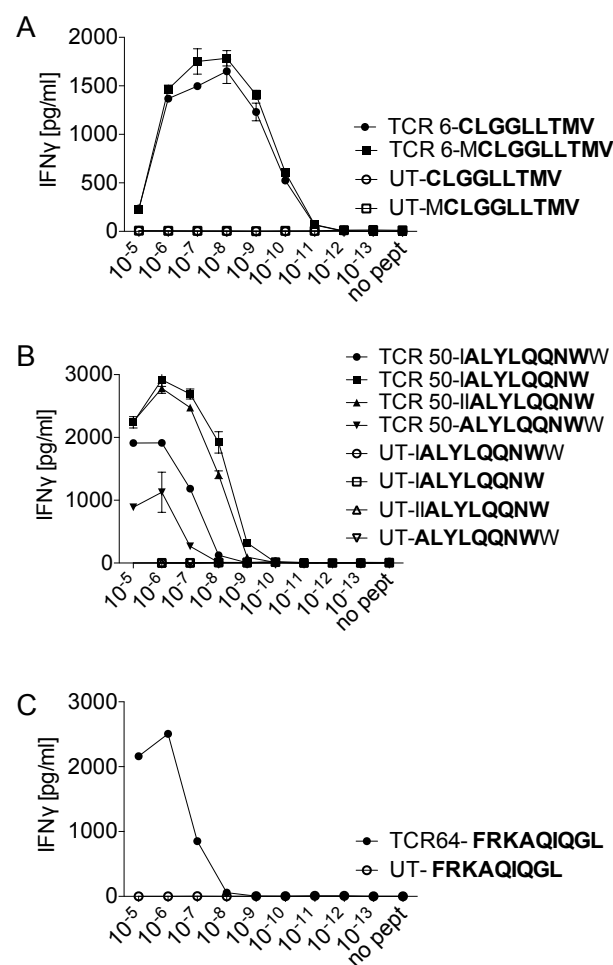 A
2000
1500
1000
500
0
IFNγ [pg/ml]
10-5
10-6
10-7
10-8
10-9
10-10
10-11
10-12
10-13
no pept
TCR 6-CLGGLLTMV
TCR 6-MCLGGLLTMV
UT-CLGGLLTMV
UT-MCLGGLLTMV
B
3000
2000
1000
0
IFNγ [pg/ml]
10-5
10-6
10-7
10-8
10-9
10-10
10-11
10-12
10-13
no pept
TCR 50-IALYLQQNWW
TCR 50-IALYLQQNW
TCR 50-IIALYLQQNW
TCR 50-ALYLQQNWW
UT-IALYLQQNWW
UT-IALYLQQNW
UT-IIALYLQQNW
UT-ALYLQQNWW
C
3000
2000
1000
0
IFNγ [pg/ml]
10-5
10-6
10-7
10-8
10-9
10-10
10-11
10-12
10-13
no pept
TCR64- FRKAQIQGL
UT- FRKAQIQGL